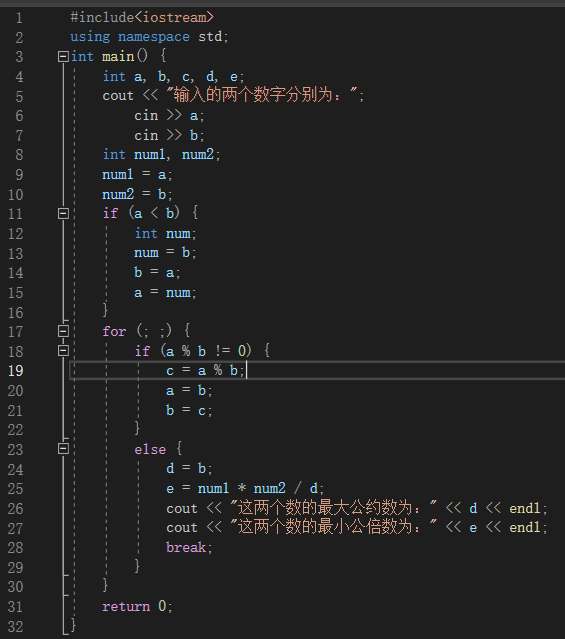 1 #include<iostream>
2 using namespace std;
3 int main() {
4 int a, b, c, d, e;
5 cout << "输入的两个数字分别为：";
6 cin >> a;
7 cin >> b;
8 int num1, num2;
9 num1 = a;
10 num2 = b;
11 if (a < b) {
12 int num;
13 num = b;
14 b = a;
15 a = num;
16 }
17 for (; ;) {
18 if (a % b != 0) {
19 c = a % b;
20 a = b;
21 b = c;
22 }
23 else {
24 d = b;
25 e = num1 * num2 / d;
26 cout << "这两个数的最大公约数为：" << d << endl;
27 cout << "这两个数的最小公倍数为：" << e << endl;
28 break;
29 }
30 }
31 return 0;
32 }